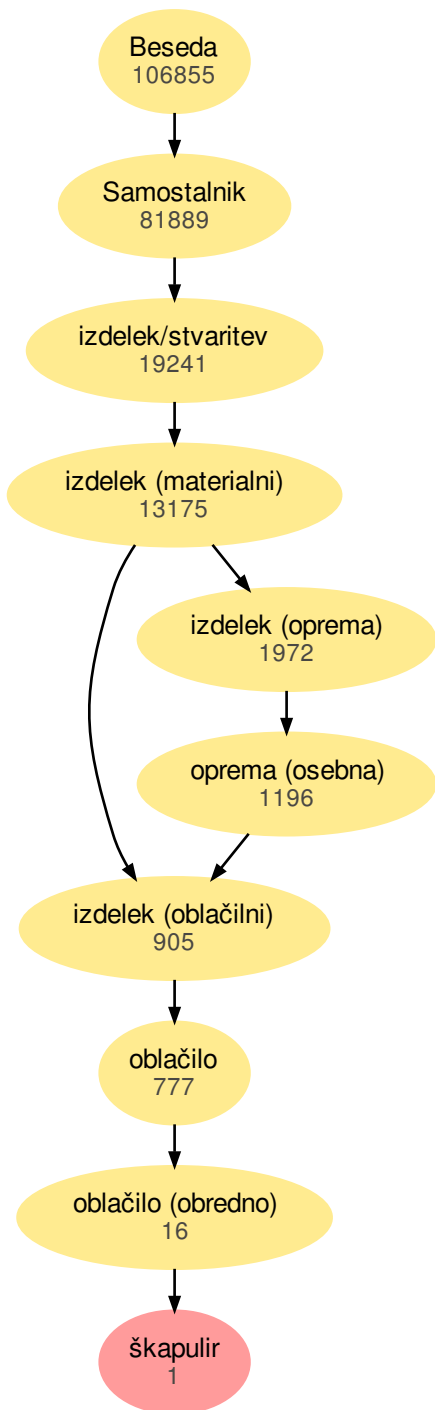 Beseda
106855
Samostalnik
81889
izdelek/stvaritev
19241
izdelek (materialni)
13175
izdelek (oprema)
1972
oprema (osebna)
1196
izdelek (oblačilni)
905
oblačilo
777
oblačilo (obredno)
16
škapulir
1